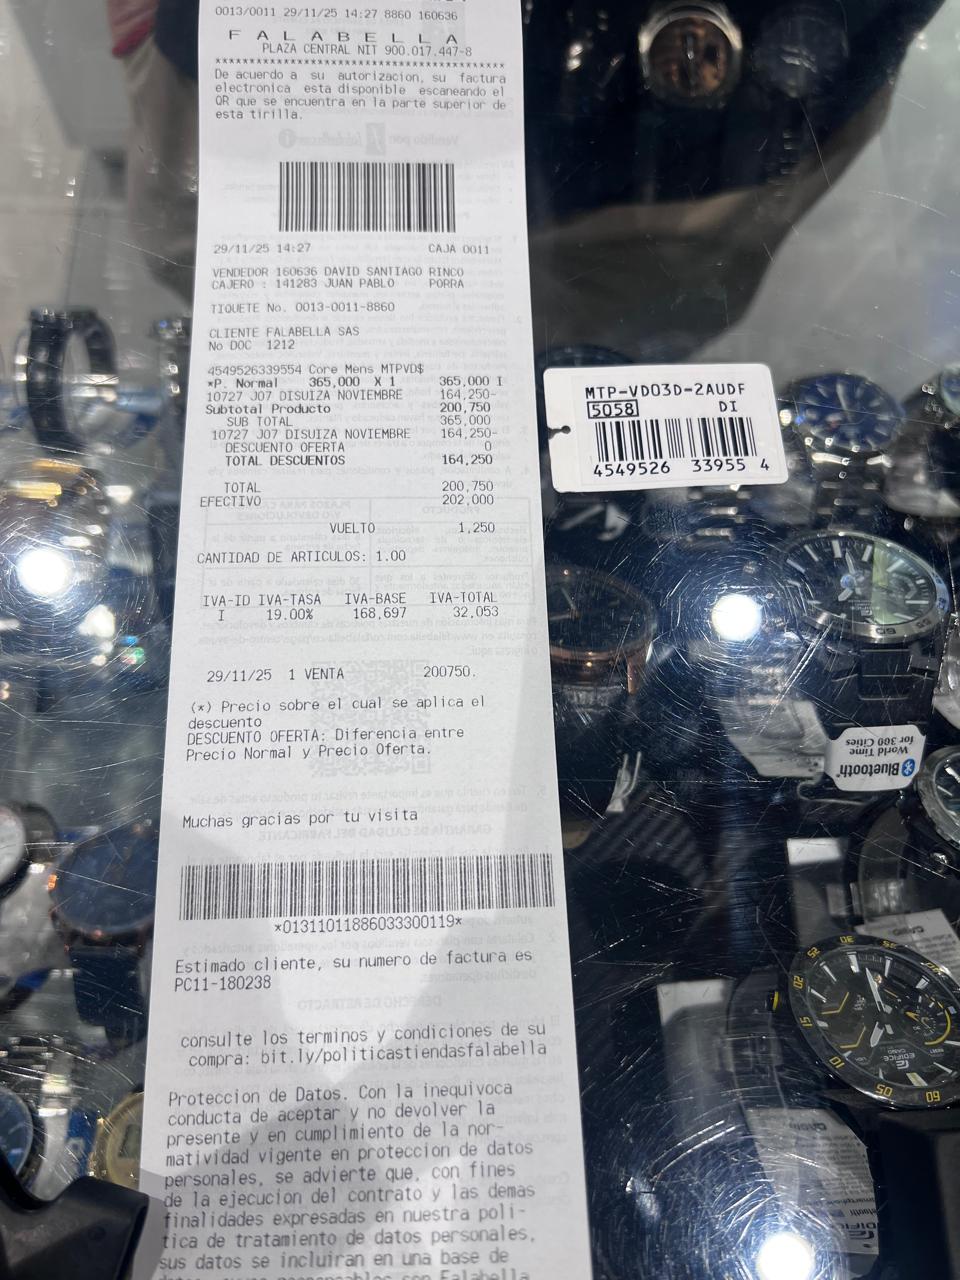 0013/0011 29/11/25 14:27 8860 160636
FALABELLA
PLAZA CENTRAL NIT 900.017.447-8
****************************************
De acuerdo a su autorizacion, su factura
electronica esta disponible escaneando el
QR que se encuentra en la parte superior de
esta tirilla.
29/11/25 14:27 CAJA 0011
VENDEDOR 160636 DAVID SANTIAGO RINCO
CAJERO : 141283 JUAN PABLO PORRA
TIQUETE No. 0013-0011-8860
CLIENTE FALABELLA SAS
No DOC 1212
4549526339554 Core Mens MTPVD$
*P. Normal 365,000 X 1 365,000 I
10727 J07 DISUIZA NOVIEMBRE 164,250-
Subtotal Producto 200,750
SUB TOTAL 365,000
10727 J07 DISUIZA NOVIEMBRE 164,250-
DESCUENTO OFERTA 0
TOTAL DESCUENTOS 164,250
TOTAL 200,750
EFECTIVO 202,000
VUELTO 1,250
CANTIDAD DE ARTICULOS: 1.00
IVA-ID IVA-TASA IVA-BASE IVA-TOTAL
I 19.00% 168,697 32,053
29/11/25 1 VENTA 200750.
(*) Precio sobre el cual se aplica el
descuento
DESCUENTO OFERTA: Diferencia entre
Precio Normal y Precio Oferta.
Muchas gracias por tu visita
*01311011886033300119*
Estimado cliente, su numero de factura es
PC11-180238
consulte los terminos y condiciones de su
compra: bit.ly/politicastiendasfalabella
Proteccion de Datos. Con la inequivoca
conducta de aceptar y no devolver la
presente y en cumplimiento de la nor-
matividad vigente en proteccion de datos
personales, se advierte que, con fines
de la ejecucion del contrato y las demas
finalidades expresadas en nuestra poli-
tica de tratamiento de datos personales,
sus datos se incluiran en una base de
MTP-VD03D-2AUDF
5058 DI
4549526 33955 4
Bluetooth®
World Time
for 300 Cities
EDIFICE
CASIO